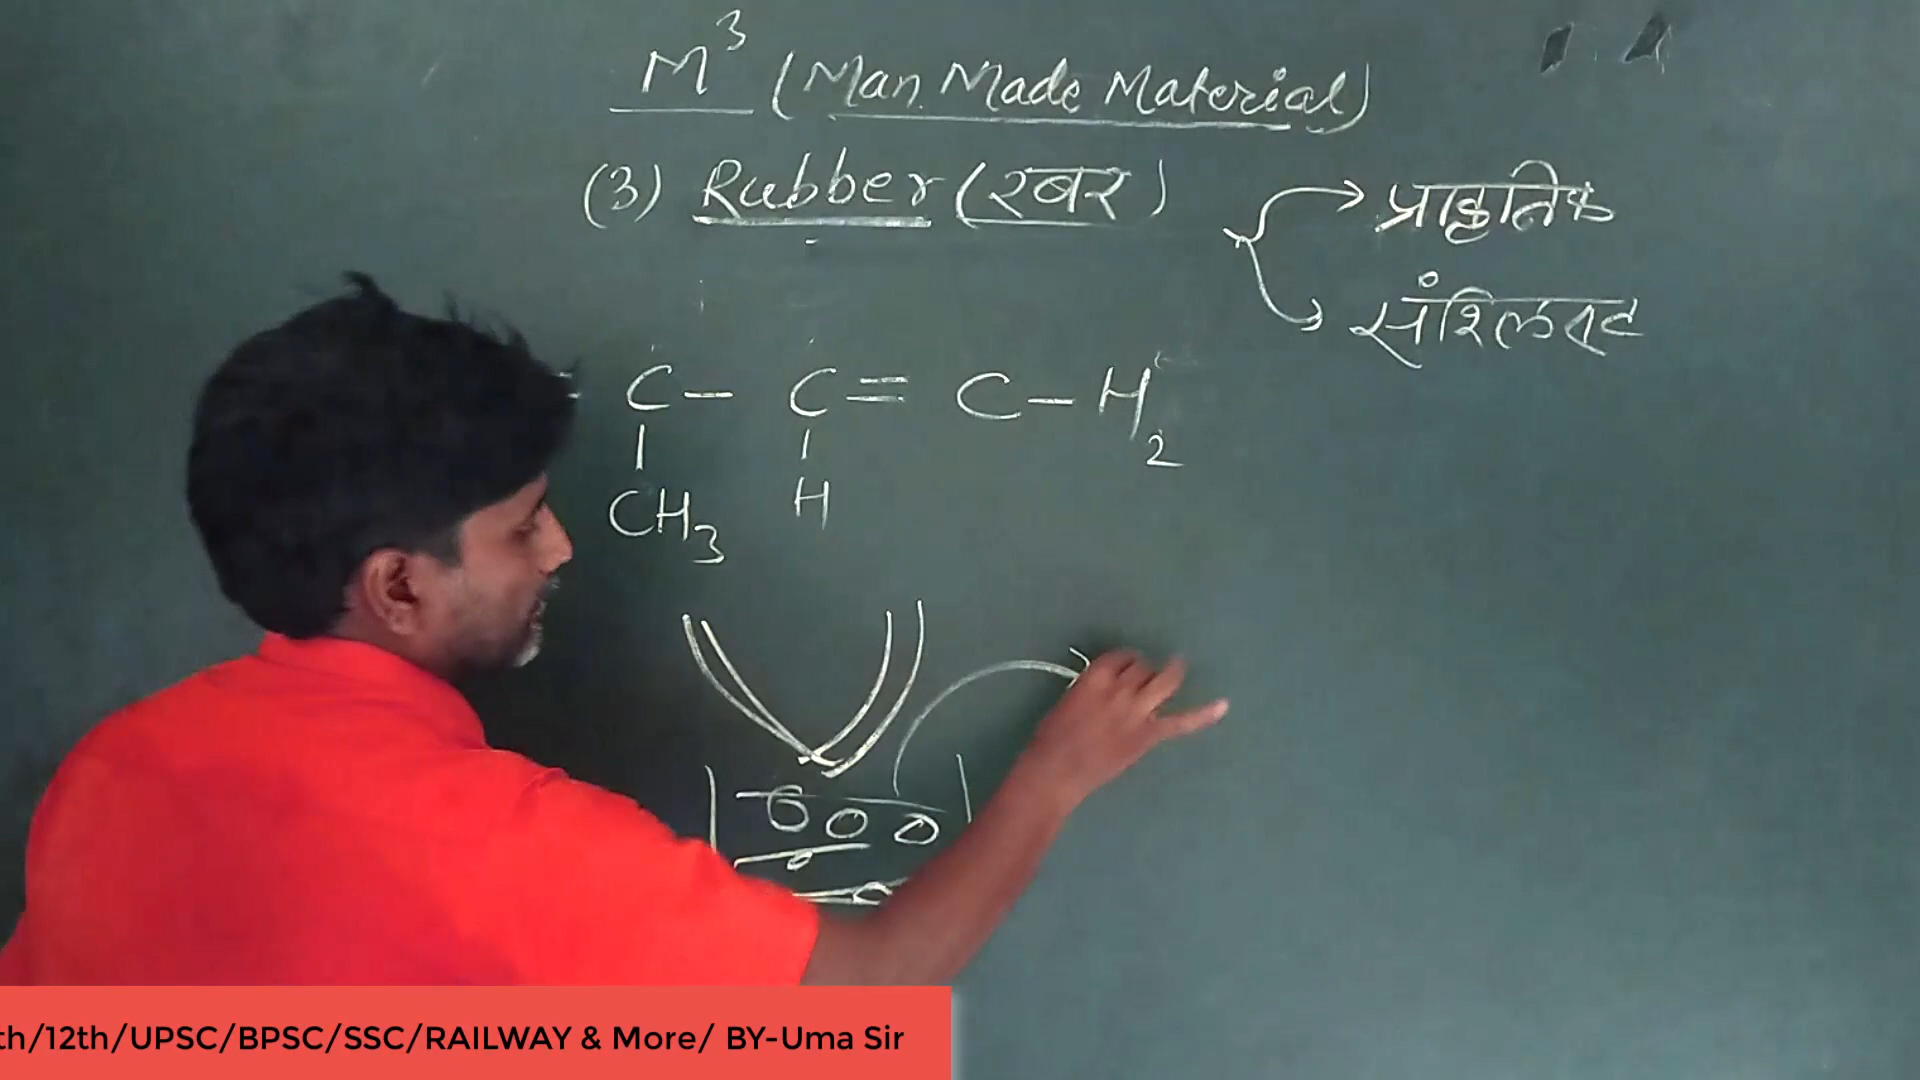 M³ (Man Made Material)
(3) Rubber (रबर)
प्राकृतिक
संश्लिष्ट
= C - C = C - H₂
CH₃ H
th/12th/UPSC/BPSC/SSC/RAILWAY & More/ BY-Uma Sir